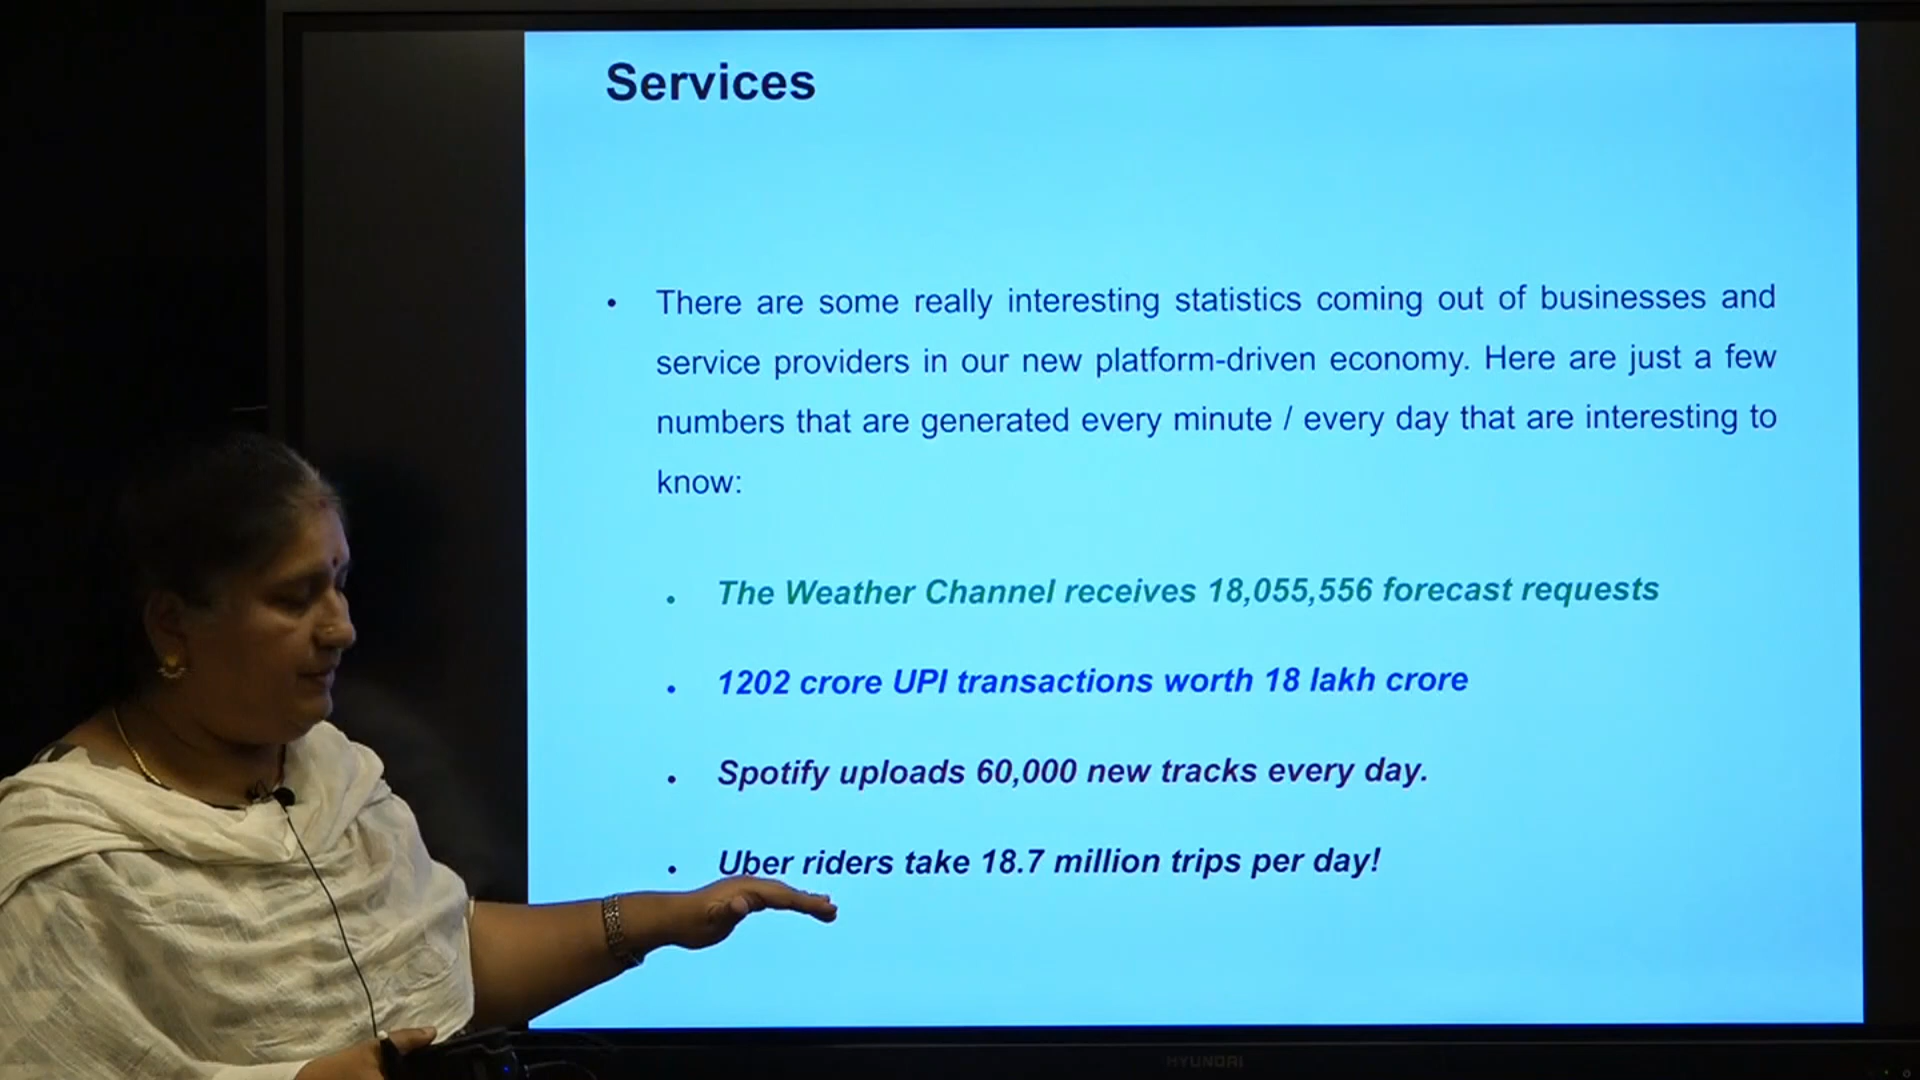 Services
• There are some really interesting statistics coming out of businesses and
service providers in our new platform-driven economy. Here are just a few
numbers that are generated every minute / every day that are interesting to
know:
• The Weather Channel receives 18,055,556 forecast requests
• 1202 crore UPI transactions worth 18 lakh crore
• Spotify uploads 60,000 new tracks every day.
• Uber riders take 18.7 million trips per day!
HYUNDAI